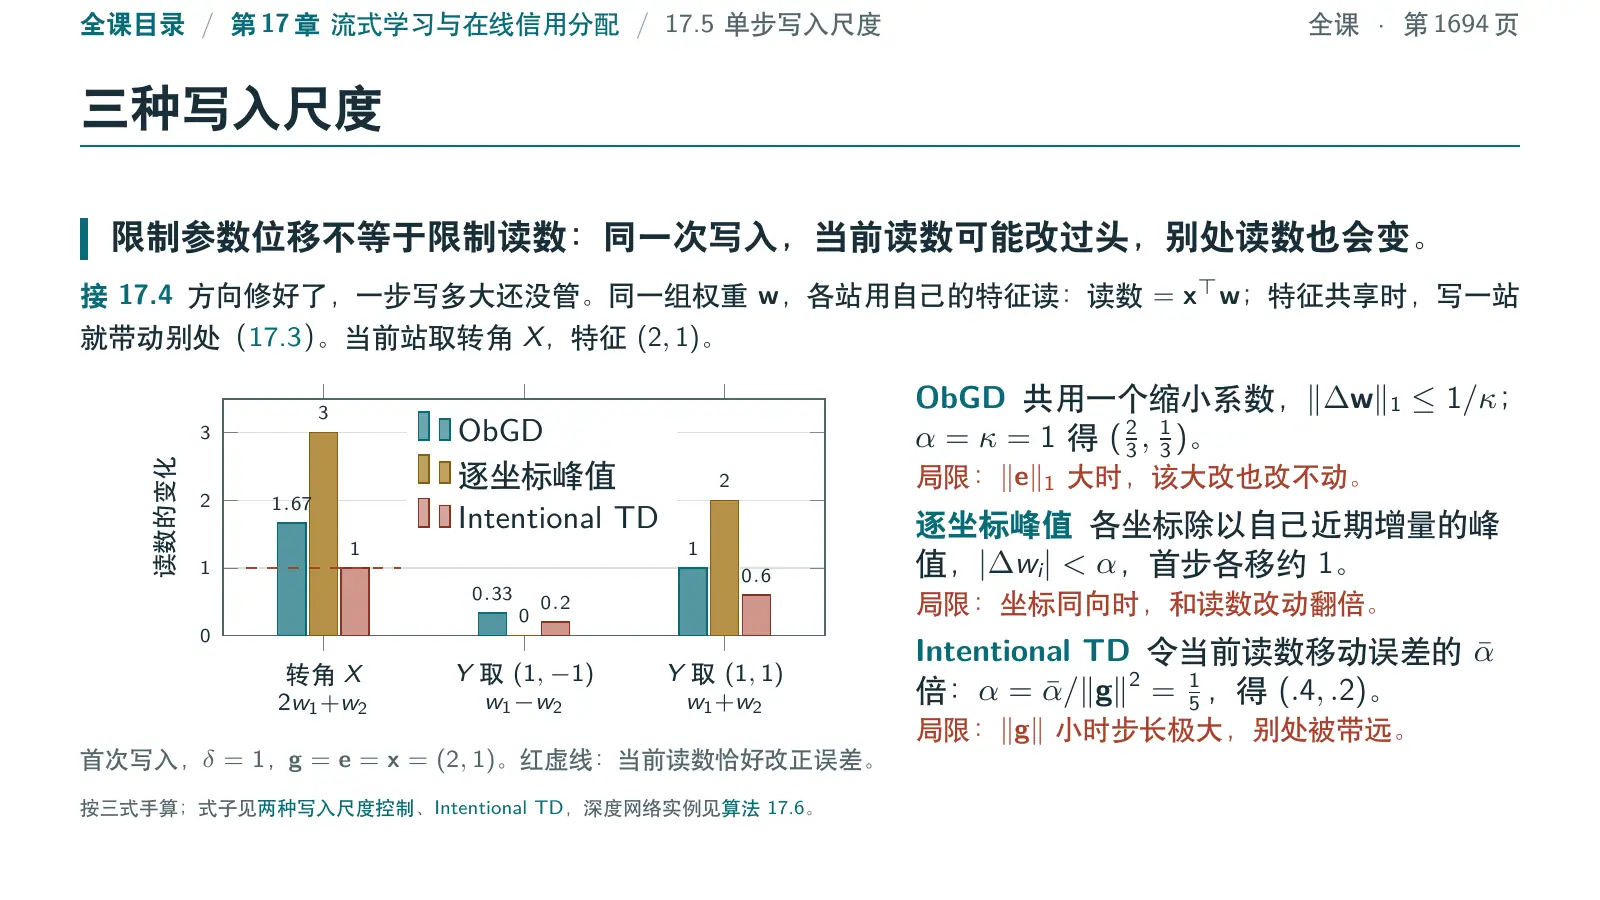 全课目录 / 第 17 章 流式学习与在线信用分配 / 17.5 单步写入尺度
全课 · 第 1694 页
三种写入尺度
限制参数位移不等于限制读数：同一次写入，当前读数可能改过头，别处读数也会变。
接 17.4 方向修好了，一步写多大还没管。同一组权重 w，各站用自己的特征读：读数 = x⊤w；特征共享时，写一站
就带动别处（17.3）。当前站取转角 X，特征 (2, 1)。
读数的变化
3
2
1
0
ObGD
逐坐标峰值
Intentional TD
1.67
3
1
0.33
0
0.2
1
2
0.6
转角 X
2w₁+w₂
Y 取 (1, −1)
w₁−w₂
Y 取 (1, 1)
w₁+w₂
首次写入，δ = 1，g = e = x = (2, 1)。红虚线：当前读数恰好改正误差。
按三式手算；式子见两种写入尺度控制、Intentional TD，深度网络实例见算法 17.6。
ObGD 共用一个缩小系数，‖Δw‖₁ ≤ 1/κ；
α = κ = 1 得 (2/3, 1/3)。
局限：‖e‖₁ 大时，该大改也改不动。
逐坐标峰值 各坐标除以自己近期增量的峰
值，|Δwᵢ| < α，首步各移约 1。
局限：坐标同向时，和读数改动翻倍。
Intentional TD 令当前读数移动误差的 ᾱ
倍：α = ᾱ/‖g‖² = 1/5，得 (.4, .2)。
局限：‖g‖ 小时步长极大，别处被带远。